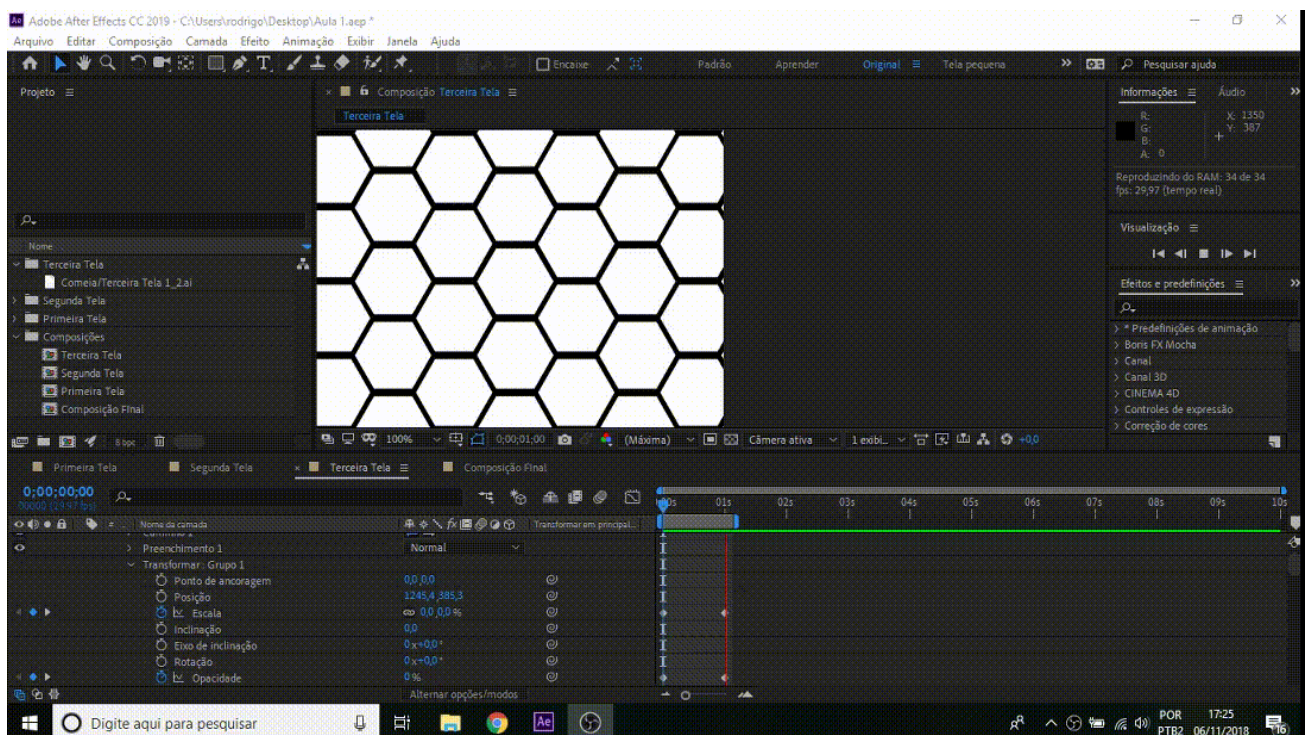 Adobe After Effects CC 2019 - C:\Users\rodrigo\Desktop\Aula 1.aep *
Arquivo Editar Composição Camada Efeito Animação Exibir Janela Ajuda
Encaixe Padrão Aprender Original Tela pequena Pesquisar ajuda
Projeto
Composição Terceira Tela
Terceira Tela
Informações Áudio
R: X: 1350
G: Y: 387
B:
A: 0
Reproduzindo do RAM: 34 de 34
fps: 29,97 (tempo real)
Visualização
Nome
Terceira Tela
Comeia/Terceira Tela 1_2.ai
Segunda Tela
Primeira Tela
Composições
Terceira Tela
Segunda Tela
Primeira Tela
Composição FInal
Efeitos e predefinições
* Predefinições de animação
Boris FX Mocha
Canal
Canal 3D
CINEMA 4D
Controles de expressão
Correção de cores
8 bpc 100% 0;00;01;00 (Máxima) Câmera ativa 1 exibi... +0,0
Primeira Tela Segunda Tela Terceira Tela Composição FInal
0;00;00;00
00000 (29.97 fps)
01s 02s 03s 04s 05s 06s 07s 08s 09s 10s
Nome da camada Transformar em principal...
Preenchimento 1 Normal
Transformar: Grupo 1
Ponto de ancoragem 0,0,0,0
Posição 1245,4,385,3
Escala 0,0,0,0 %
Inclinação 0,0
Eixo de inclinação 0x+0,0°
Rotação 0x+0,0°
Opacidade 0%
Alternar opções/modos
Digite aqui para pesquisar
Ae
POR 17:25
PTB2 06/11/2018
16